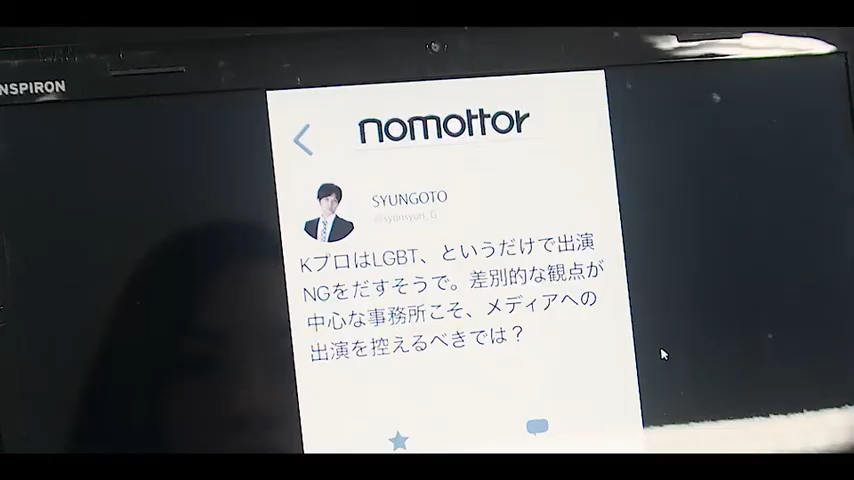 NSPIRON
nomottor
SYUNGOTO
@syunsyun_G
KプロはLGBT、というだけで出演
NGをだすそうで。差別的な観点が
中心な事務所こそ、メディアへの
出演を控えるべきでは？